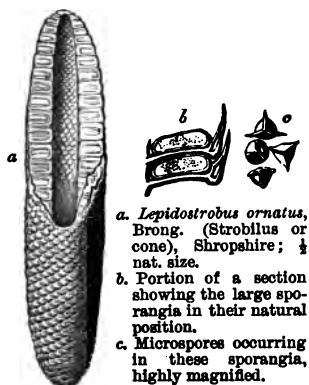 b c
a
a. Lepidostrobus ornatus,
Brong. (Strobilus or
cone), Shropshire; ½
nat. size.
b. Portion of a section
showing the large spo-
rangia in their natural
position.
c. Microspores occurring
in these sporangia,
highly magnified.